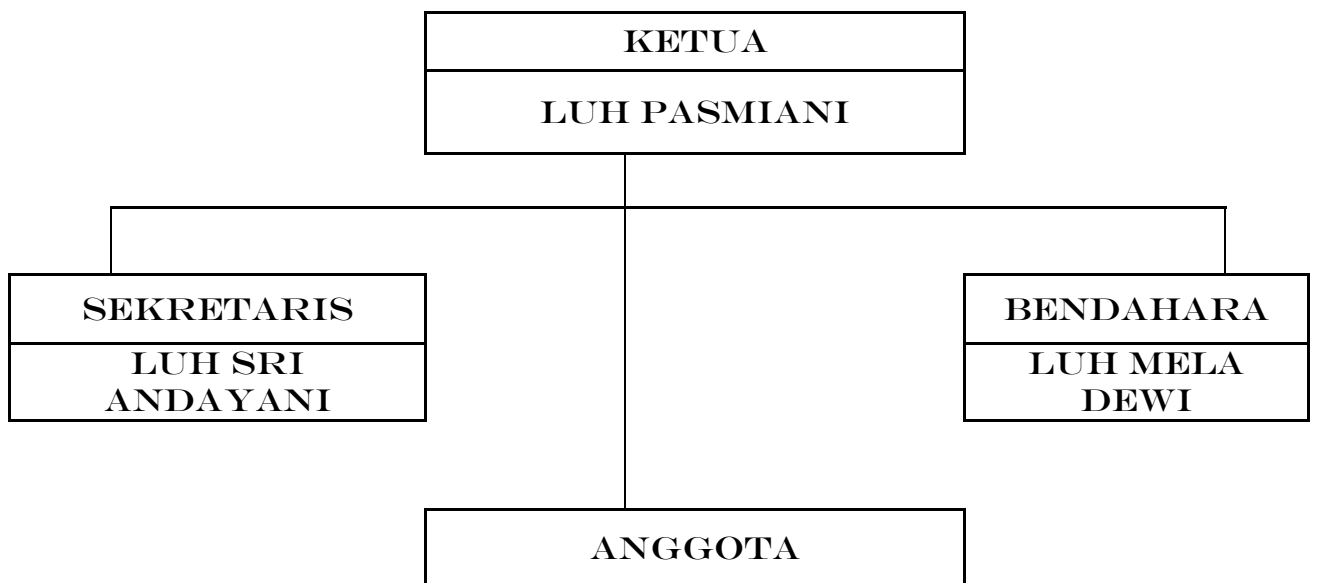 KETUA
LUH PASMIANI
SEKRETARIS
LUH SRI
ANDAYANI
BENDAHARA
LUH MELA
DEWI
ANGGOTA